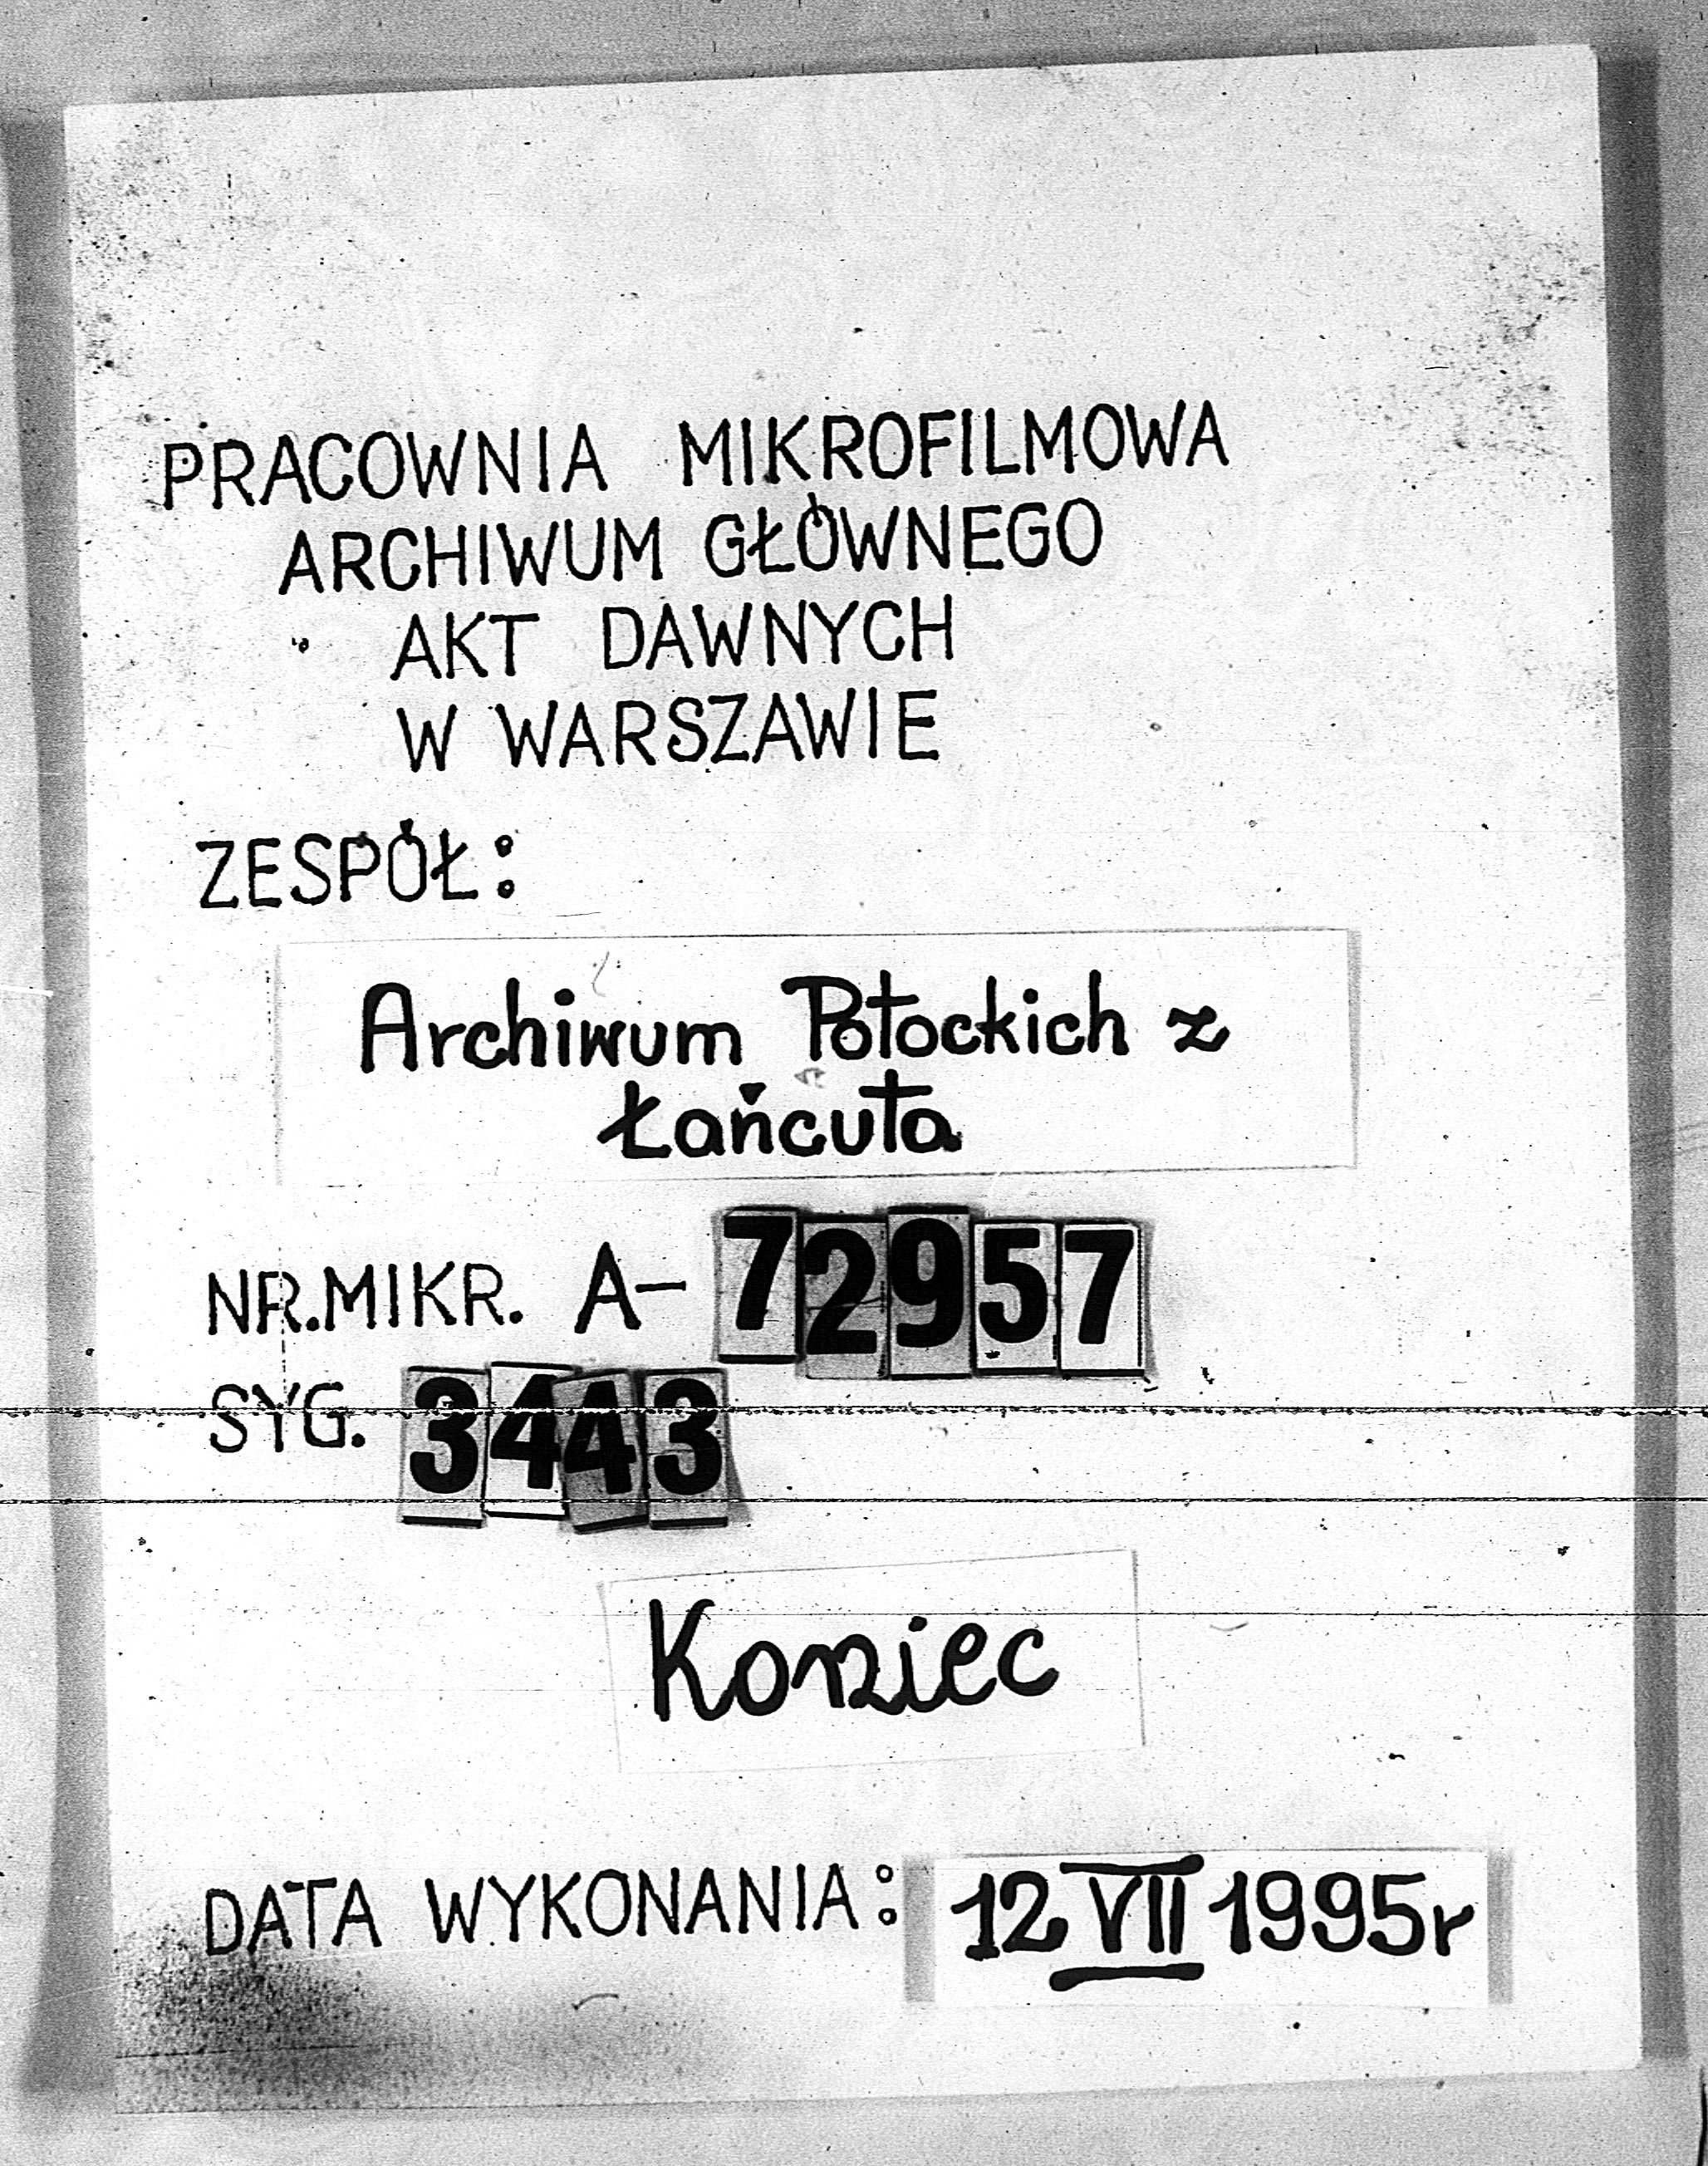 PRACOWNIA MIKROFILMOWA
ARCHIWUM GŁÓWNEGO
AKT DAWNYCH
W WARSZAWIE
ZESPÓŁ:
Archiwum Potockich z
Łańcuta
NR.MIKR. A- 72957
SYG. 3443
Koniec
DATA WYKONANIA: 12 VII 1995r